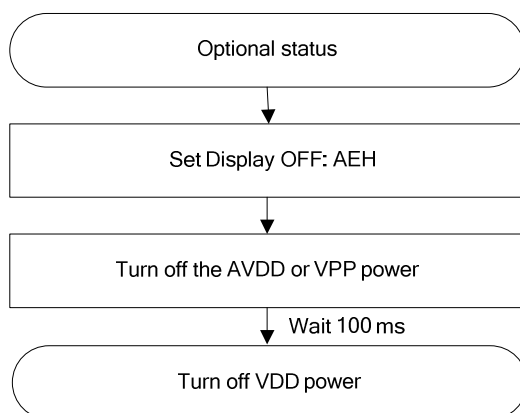 Optional status
Set Display OFF: AEH
Turn off the AVDD or VPP power
Wait 100 ms
Turn off VDD power